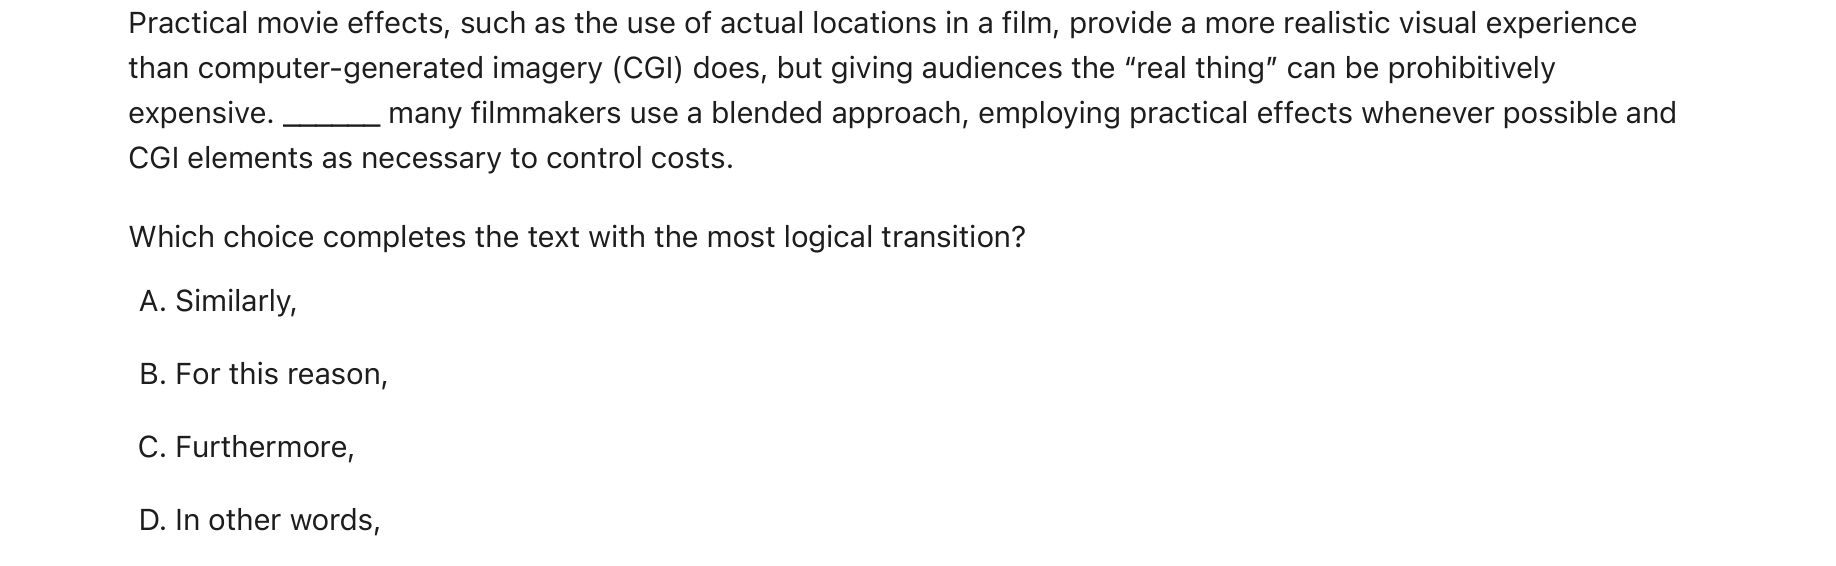 Practical movie effects, such as the use of actual locations in a film, provide a more realistic visual experience
than computer-generated imagery (CGI) does, but giving audiences the “real thing” can be prohibitively
expensive. ______ many filmmakers use a blended approach, employing practical effects whenever possible and
CGI elements as necessary to control costs.
Which choice completes the text with the most logical transition?
A. Similarly,
B. For this reason,
C. Furthermore,
D. In other words,